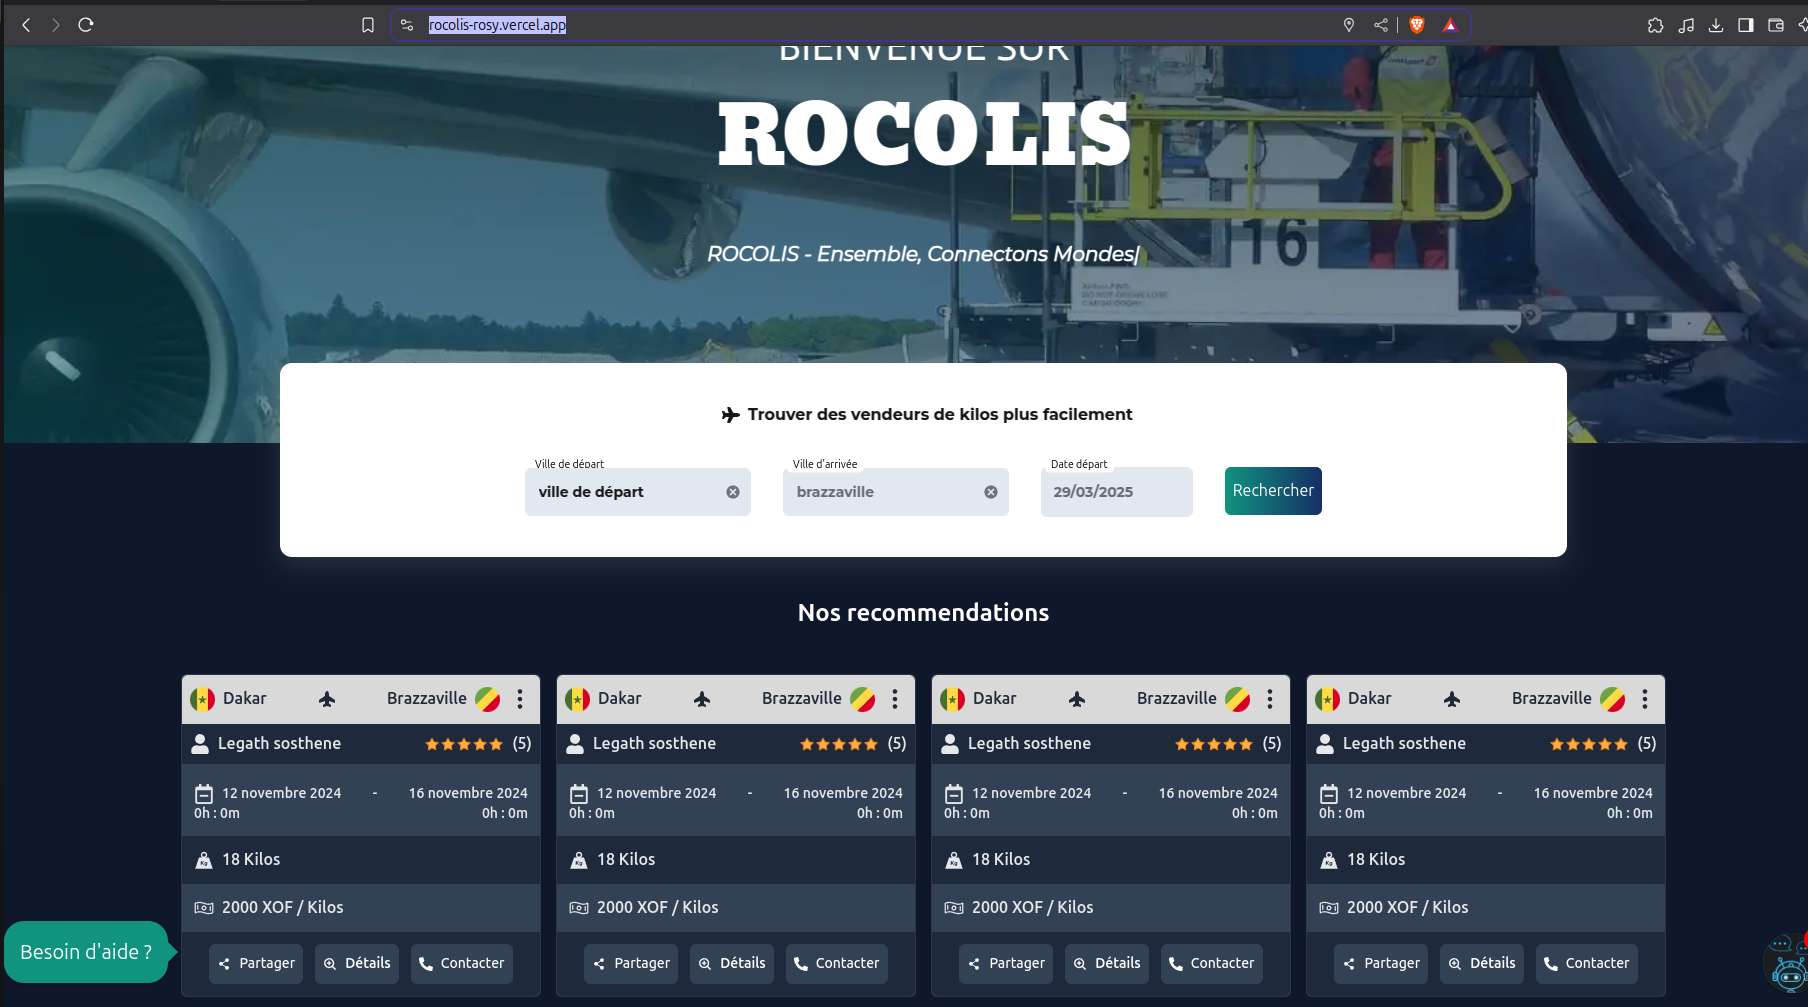 rocolis-rosy.vercel.app
BIENVENUE SUR
ROCOLIS
16
ROCOLIS - Ensemble, Connectons Mondes|
Trouver des vendeurs de kilos plus facilement
Ville de départ
Ville d'arrivée
Date départ
ville de départ
brazzaville
29/03/2025
Rechercher
Nos recommendations
Dakar Brazzaville
Legath sosthene (5)
12 novembre 2024 - 16 novembre 2024
0h : 0m 0h : 0m
Kg 18 Kilos
2000 XOF / Kilos
Partager Détails Contacter
Dakar Brazzaville
Legath sosthene (5)
12 novembre 2024 - 16 novembre 2024
0h : 0m 0h : 0m
Kg 18 Kilos
2000 XOF / Kilos
Partager Détails Contacter
Dakar Brazzaville
Legath sosthene (5)
12 novembre 2024 - 16 novembre 2024
0h : 0m 0h : 0m
Kg 18 Kilos
2000 XOF / Kilos
Partager Détails Contacter
Dakar Brazzaville
Legath sosthene (5)
12 novembre 2024 - 16 novembre 2024
0h : 0m 0h : 0m
Kg 18 Kilos
2000 XOF / Kilos
Partager Détails Contacter
Besoin d'aide ?